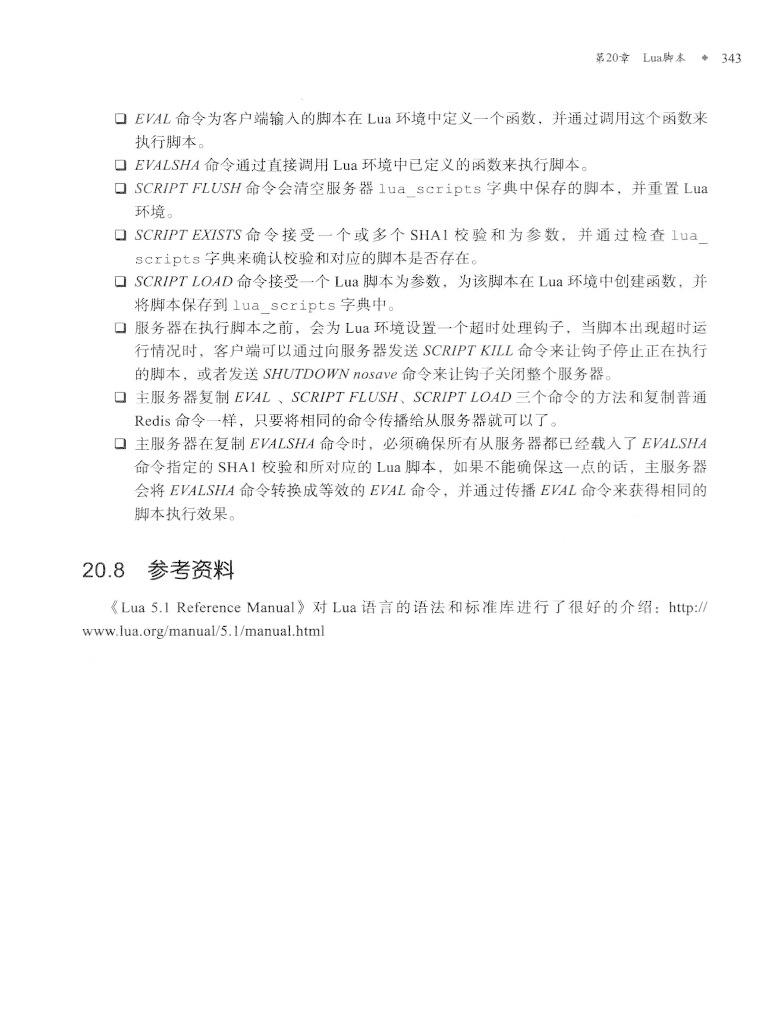 第20章 Lua脚本 ◆ 343
❑ EVAL 命令为客户端输入的脚本在 Lua 环境中定义一个函数，并通过调用这个函数来
执行脚本。
❑ EVALSHA 命令通过直接调用 Lua 环境中已定义的函数来执行脚本。
❑ SCRIPT FLUSH 命令会清空服务器 lua_scripts 字典中保存的脚本，并重置 Lua
环境。
❑ SCRIPT EXISTS 命令接受一个或多个 SHA1 校验和为参数，并通过检查 lua_
scripts 字典来确认校验和对应的脚本是否存在。
❑ SCRIPT LOAD 命令接受一个 Lua 脚本为参数，为该脚本在 Lua 环境中创建函数，并
将脚本保存到 lua_scripts 字典中。
❑ 服务器在执行脚本之前，会为 Lua 环境设置一个超时处理钩子，当脚本出现超时运
行情况时，客户端可以通过向服务器发送 SCRIPT KILL 命令来让钩子停止正在执行
的脚本，或者发送 SHUTDOWN nosave 命令来让钩子关闭整个服务器。
❑ 主服务器复制 EVAL 、SCRIPT FLUSH、SCRIPT LOAD 三个命令的方法和复制普通
Redis 命令一样，只要将相同的命令传播给从服务器就可以了。
❑ 主服务器在复制 EVALSHA 命令时，必须确保所有从服务器都已经载入了 EVALSHA
命令指定的 SHA1 校验和所对应的 Lua 脚本，如果不能确保这一点的话，主服务器
会将 EVALSHA 命令转换成等效的 EVAL 命令，并通过传播 EVAL 命令来获得相同的
脚本执行效果。
20.8 参考资料
《Lua 5.1 Reference Manual》对 Lua 语言的语法和标准库进行了很好的介绍：http://
www.lua.org/manual/5.1/manual.html